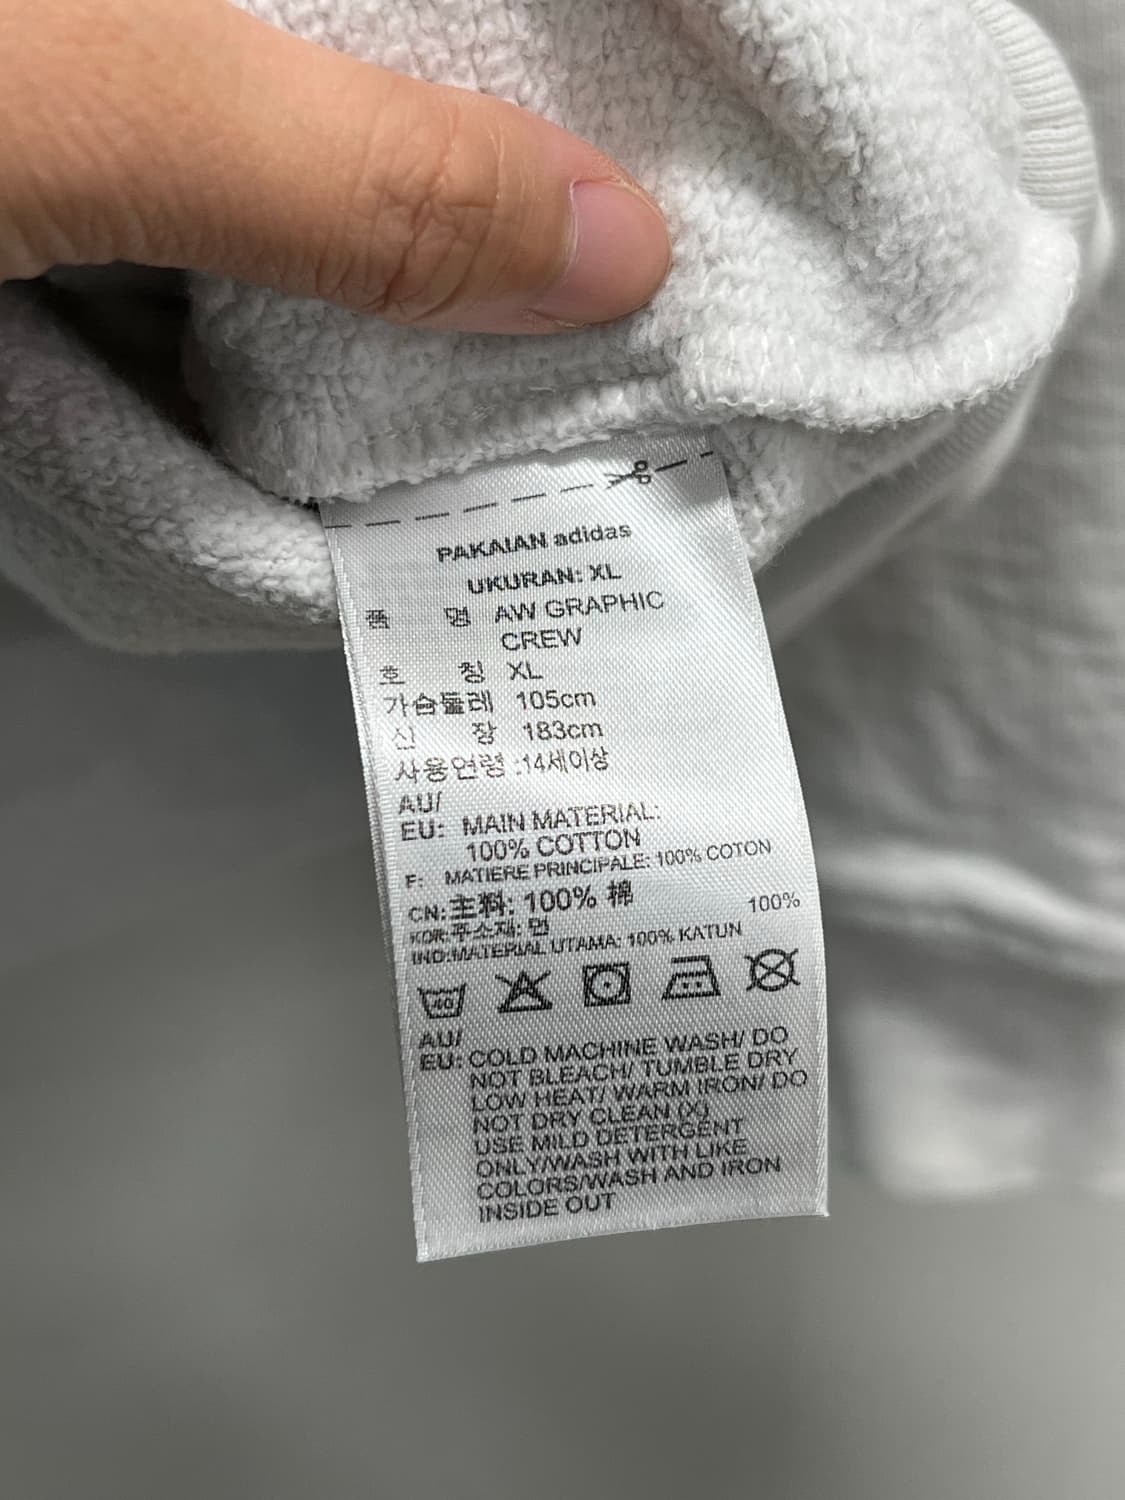 PAKAIAN adidas
UKURAN: XL
품 명 AW GRAPHIC
CREW
호 칭 XL
가슴둘레 105cm
신 장 183cm
사용연령 :14세이상
AU/
EU: MAIN MATERIAL:
100% COTTON
F: MATIERE PRINCIPALE: 100% COTON
CN:主料: 100% 棉
KOR:주소재: 면 100%
IND:MATERIAL UTAMA: 100% KATUN
40
AU/
EU: COLD MACHINE WASH/ DO
NOT BLEACH/ TUMBLE DRY
LOW HEAT/ WARM IRON/ DO
NOT DRY CLEAN (X)
USE MILD DETERGENT
ONLY/WASH WITH LIKE
COLORS/WASH AND IRON
INSIDE OUT